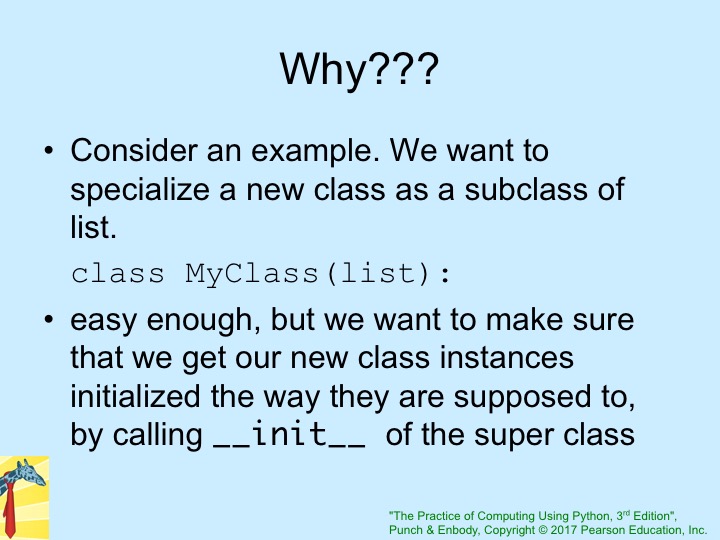 Why???
• Consider an example. We want to
specialize a new class as a subclass of
list.
class MyClass(list):
• easy enough, but we want to make sure
that we get our new class instances
initialized the way they are supposed to,
by calling __init__ of the super class
"The Practice of Computing Using Python, 3rd Edition",
Punch & Enbody, Copyright © 2017 Pearson Education, Inc.